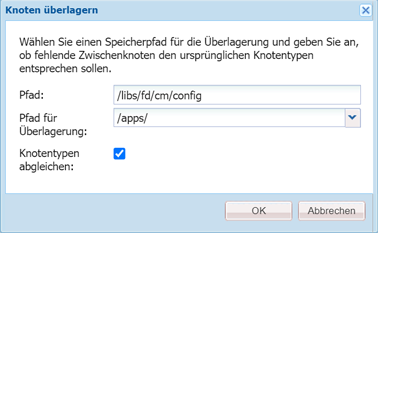 Knoten überlagern
Wählen Sie einen Speicherpfad für die Überlagerung und geben Sie an,
ob fehlende Zwischenknoten den ursprünglichen Knotentypen
entsprechen sollen.
Pfad: /libs/fd/cm/config
Pfad für /apps/
Überlagerung:
Knotentypen
abgleichen:
OK Abbrechen